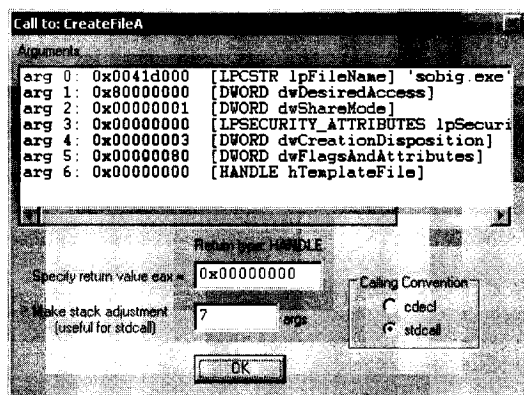 Call to: CreateFileA
Arguments
arg 0: 0x0041d000 [LPCSTR lpFileName] 'sobig.exe'
arg 1: 0x80000000 [DWORD dwDesiredAccess]
arg 2: 0x00000001 [DWORD dwShareMode]
arg 3: 0x00000000 [LPSECURITY_ATTRIBUTES lpSecuri
arg 4: 0x00000003 [DWORD dwCreationDisposition]
arg 5: 0x00000080 [DWORD dwFlagsAndAttributes]
arg 6: 0x00000000 [HANDLE hTemplateFile]
Return type: HANDLE
Specify return value eax = 0x00000000
Make stack adjustment 7 args
(useful for stdcall)
Calling Convention
cdecl
stdcall
OK